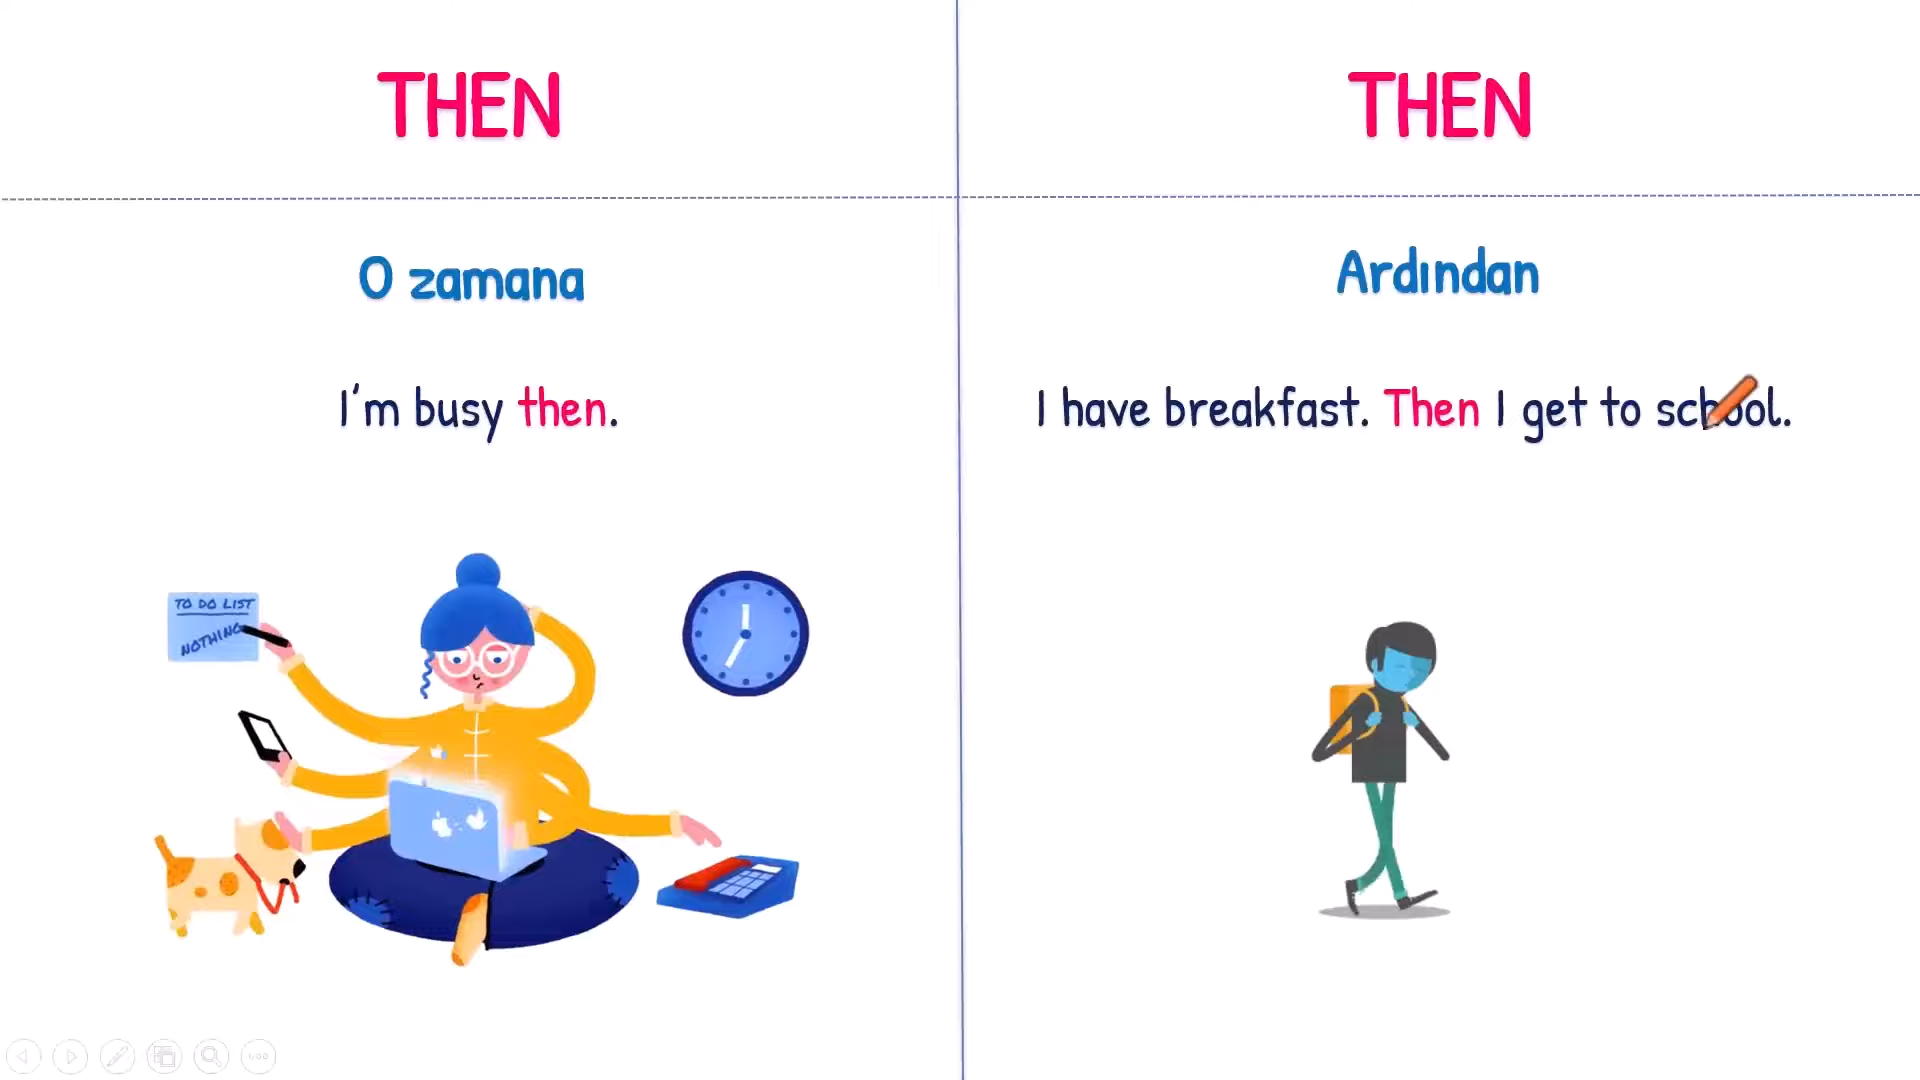 THEN
O zamana
I'm busy then.
TO DO LIST
NOTHING
THEN
Ardından
I have breakfast. Then I get to school.